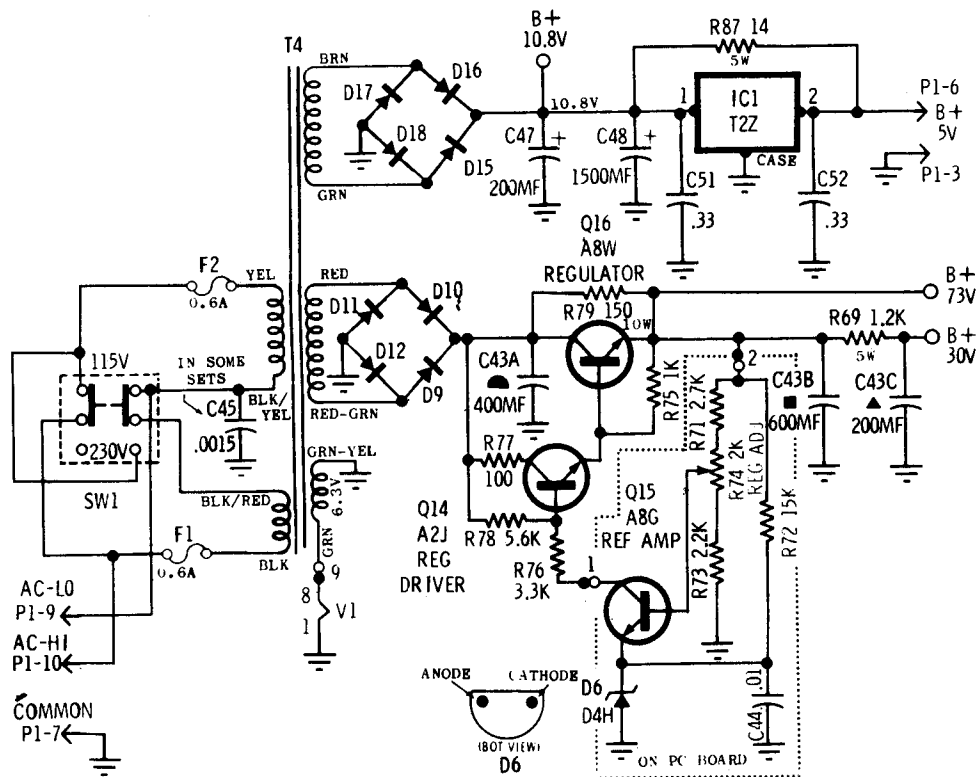 T4
B+
10.8V
R87 14
5W
BRN
D17
D16
D18
D15
GRN
10.8V
C47
200MF
+
C48
1500MF
+
1
IC1
T2Z
2
CASE
C51
.33
C52
.33
P1-6
B+
5V
P1-3
F2
0.6A
YEL
RED
D11
D10
D12
D9
RED-GRN
Q16
A8W
REGULATOR
R79 150
10W
B+
73V
R69 1.2K
5W
B+
30V
C43A
400MF
R75 1K
2
R71 2.7K
R74 2K
REG ADJ
C43B
600MF
C43C
200MF
115V
IN SOME
SETS
BLK/
YEL
C45
.0015
230V
SW1
GRN-YEL
6.3V
GRN
BLK/RED
BLK
F1
0.6A
R77
100
Q14
A2J
REG
DRIVER
R78 5.6K
R76
3.3K
Q15
A8G
REF AMP
1
R73 2.2K
R72 15K
9
8
1
V1
AC-LO
P1-9
AC-HI
P1-10
COMMON
P1-7
ANODE
CATHODE
(BOT VIEW)
D6
D6
D4H
C44 .01
ON PC BOARD